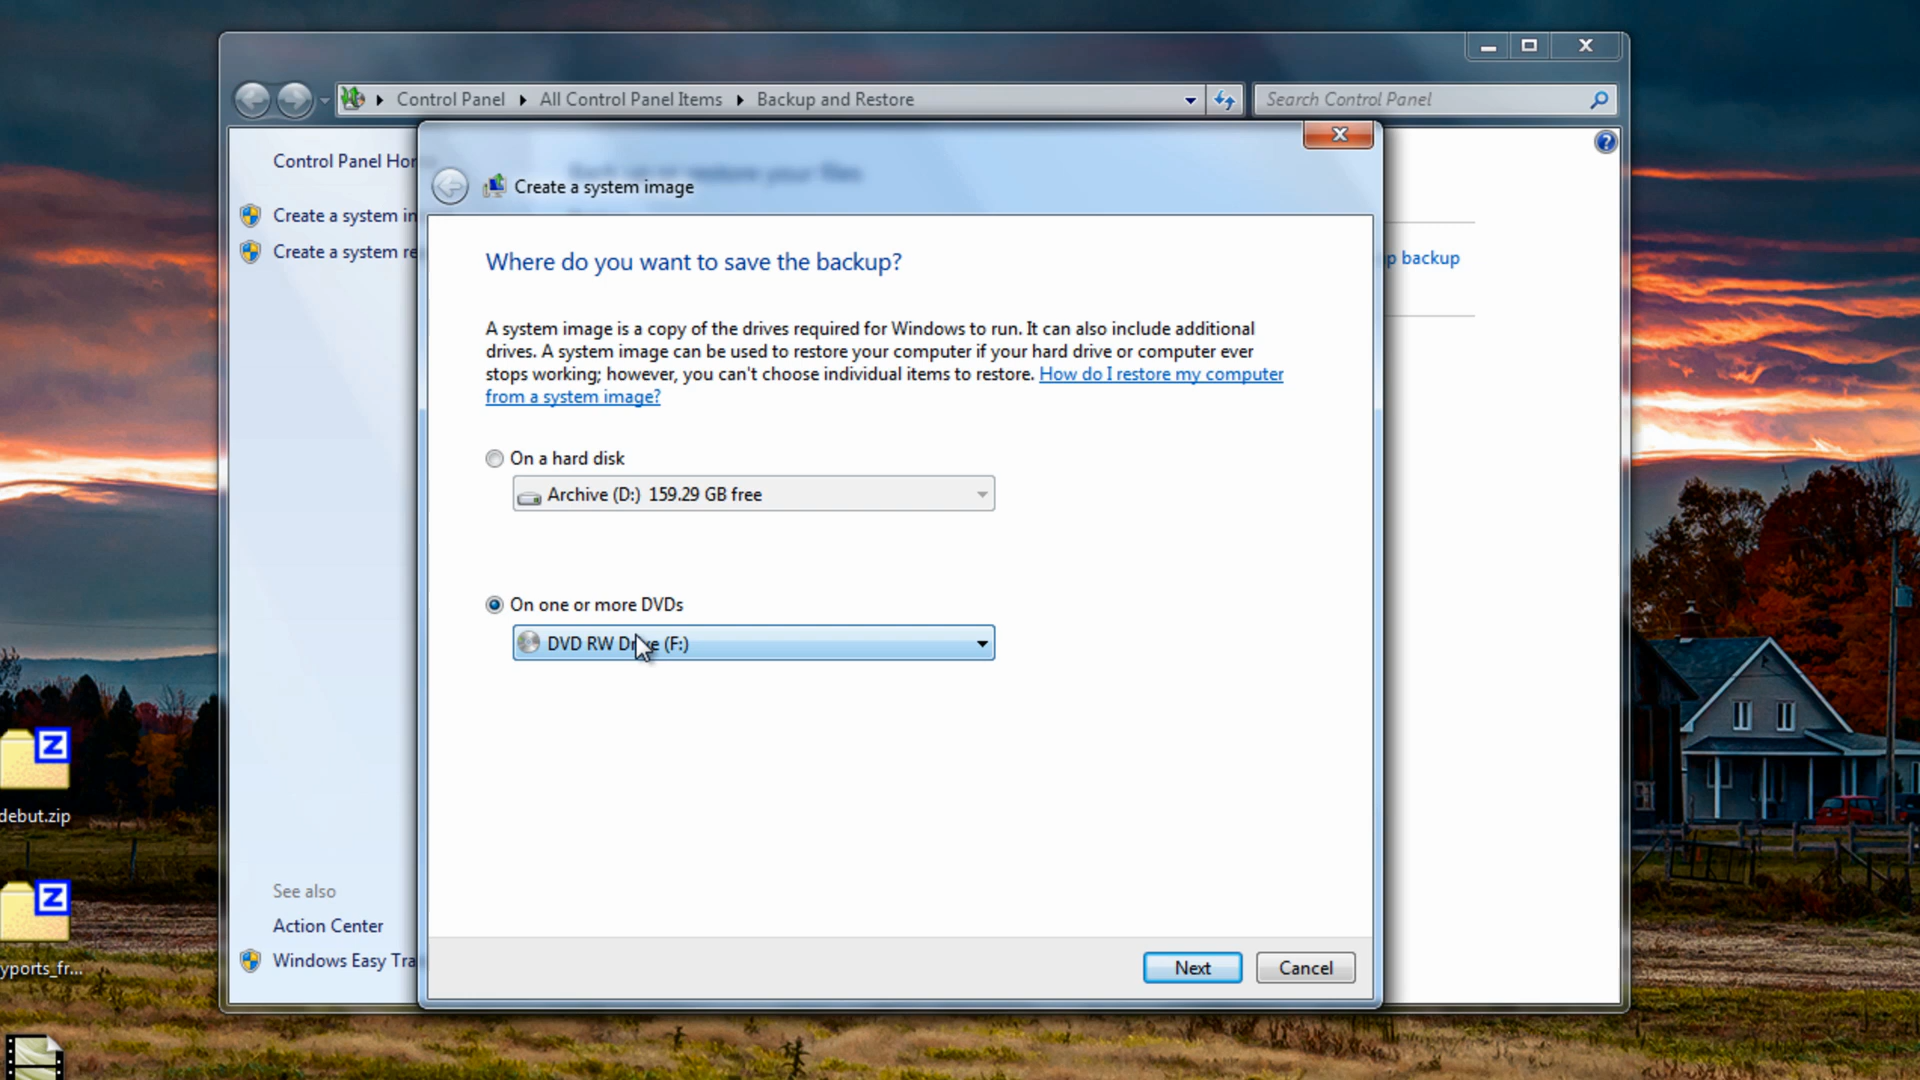 Control Panel
All Control Panel Items
Backup and Restore
Search Control Panel
Control Panel Hor
Create a system image
Create a system in
Create a system re
Where do you want to save the backup?
p backup
A system image is a copy of the drives required for Windows to run. It can also include additional
drives. A system image can be used to restore your computer if your hard drive or computer ever
stops working; however, you can't choose individual items to restore. How do I restore my computer
from a system image?
On a hard disk
Archive (D:) 159.29 GB free
On one or more DVDs
DVD RW Drive (F:)
debut.zip
See also
Action Center
Windows Easy Tra
yports_fr...
Next
Cancel